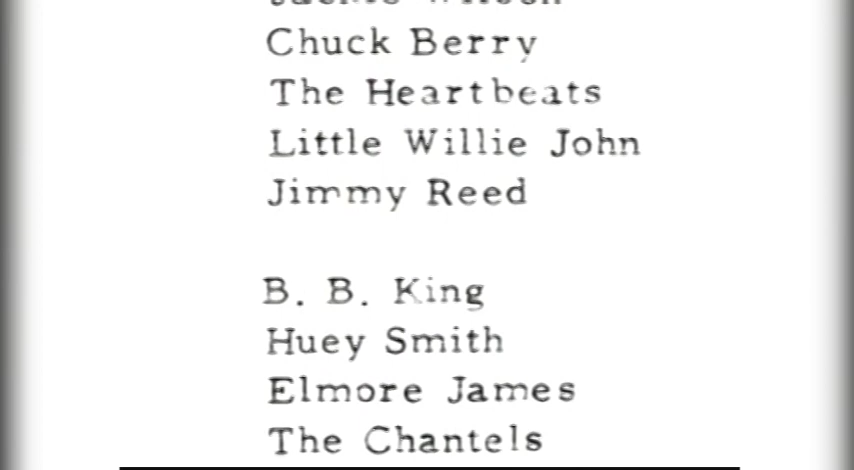 Chuck Berry
The Heartbeats
Little Willie John
Jimmy Reed
B. B. King
Huey Smith
Elmore James
The Chantels